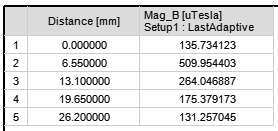 Distance [mm] Mag_B [uTesla]
Setup1 : LastAdaptive
1 0.000000 135.734123
2 6.550000 509.954403
3 13.100000 264.046887
4 19.650000 175.379173
5 26.200000 131.257045